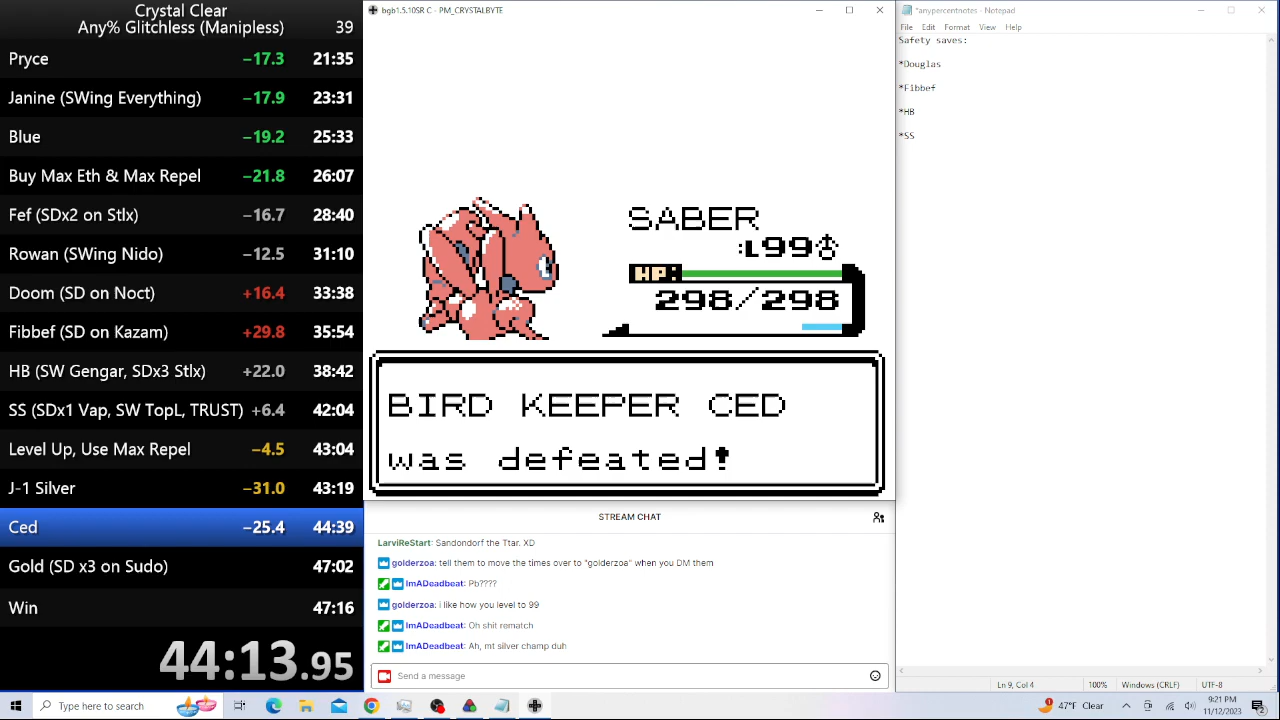 Crystal Clear
Any% Glitchless (Manipless) 39
Pryce −17.3 21:35
Janine (SWing Everything) −17.9 23:31
Blue −19.2 25:33
Buy Max Eth & Max Repel −21.8 26:07
Fef (SDx2 on Stlx) −16.7 28:40
Rown (SWing Nido) −12.5 31:10
Doom (SD on Noct) +16.4 33:38
Fibbef (SD on Kazam) +29.8 35:54
HB (SW Gengar, SDx3 Stlx) +22.0 38:42
SS (SDx1 Vap, SW TopL, TRUST) +6.4 42:04
Level Up, Use Max Repel −4.5 43:04
J-1 Silver −31.0 43:19
Ced −25.4 44:39
Gold (SD x3 on Sudo) 47:02
Win 47:16
44:13.95
bgb1.5.10SR C - PM_CRYSTALBYTE
SABER
:L99♂
HP:
298/298
BIRD KEEPER CED
was defeated!
STREAM CHAT
LarviReStart: Sandondorf the Ttar. XD
golderzoa: tell them to move the times over to "golderzoa" when you DM them
ImADeadbeat: Pb????
golderzoa: i like how you level to 99
ImADeadbeat: Oh shit rematch
ImADeadbeat: Ah, mt silver champ duh
Send a message
*anypercentnotes - Notepad
File Edit Format View Help
Safety saves:
*Douglas
*Fibbef
*HB
*SS
Ln 9, Col 4 100% Windows (CRLF) UTF-8
Type here to search
47°F Clear
9:21 PM
11/12/2023
2